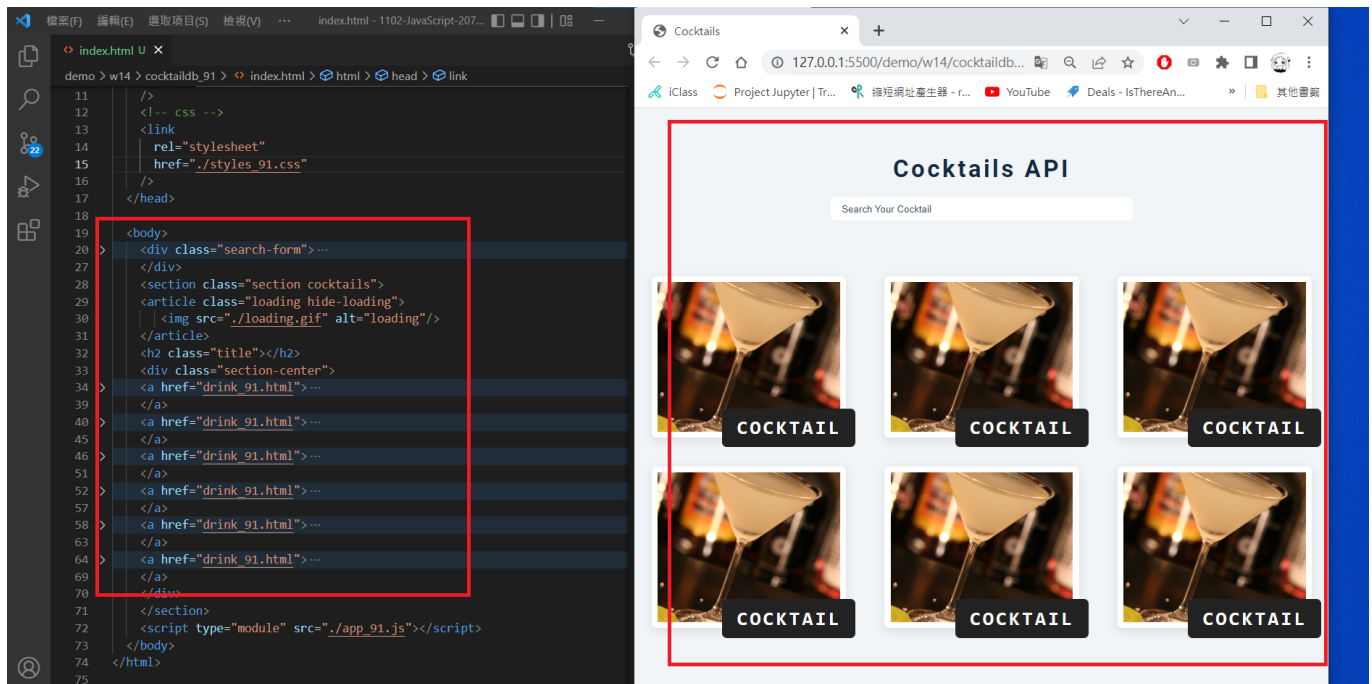 檔案(F) 編輯(E) 選取項目(S) 檢視(V) ··· index.html - 1102-JavaScript-207...
index.html U
demo > w14 > cocktaildb_91 > index.html > html > head > link
11 />
12 <!-- css -->
13 <link
14 rel="stylesheet"
15 href="./styles_91.css"
16 />
17 </head>
18
19 <body>
20 <div class="search-form">···
27 </div>
28 <section class="section cocktails">
29 <article class="loading hide-loading">
30 <img src="./loading.gif" alt="loading"/>
31 </article>
32 <h2 class="title"></h2>
33 <div class="section-center">
34 <a href="drink_91.html">···
39 </a>
40 <a href="drink_91.html">···
45 </a>
46 <a href="drink_91.html">···
51 </a>
52 <a href="drink_91.html">···
57 </a>
58 <a href="drink_91.html">···
63 </a>
64 <a href="drink_91.html">···
69 </a>
70 </div>
71 </section>
72 <script type="module" src="./app_91.js"></script>
73 </body>
74 </html>
75
22
Cocktails
127.0.0.1:5500/demo/w14/cocktaildb...
iClass Project Jupyter | Tr... 縮短網址產生器 - r... YouTube Deals - IsThereAn... » 其他書籤
Cocktails API
Search Your Cocktail
COCKTAIL COCKTAIL COCKTAIL
COCKTAIL COCKTAIL COCKTAIL